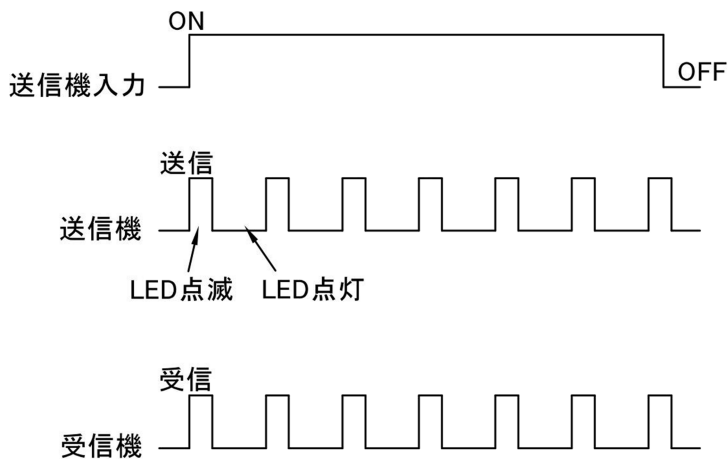 ON
送信機入力
OFF
送信
送信機
LED点滅
LED点灯
受信
受信機